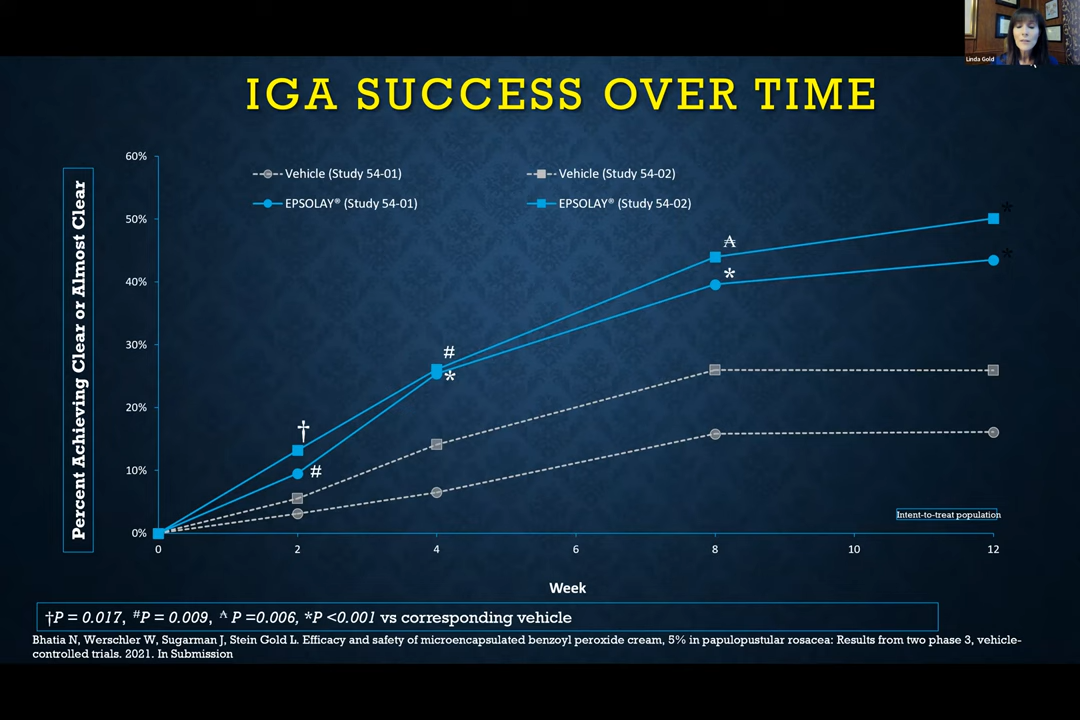 Linda Gold
IGA SUCCESS OVER TIME
Percent Achieving Clear or Almost Clear
60%
50%
40%
30%
20%
10%
0%
Vehicle (Study 54-01)
Vehicle (Study 54-02)
EPSOLAY® (Study 54-01)
EPSOLAY® (Study 54-02)
†
#
#
*
₳
*
*
*
Intent-to-treat population
0 2 4 6 8 10 12
Week
†P = 0.017, #P = 0.009, ₳ P =0.006, *P <0.001 vs corresponding vehicle
Bhatia N, Werschler W, Sugarman J, Stein Gold L. Efficacy and safety of microencapsulated benzoyl peroxide cream, 5% in papulopustular rosacea: Results from two phase 3, vehicle-
controlled trials. 2021. In Submission